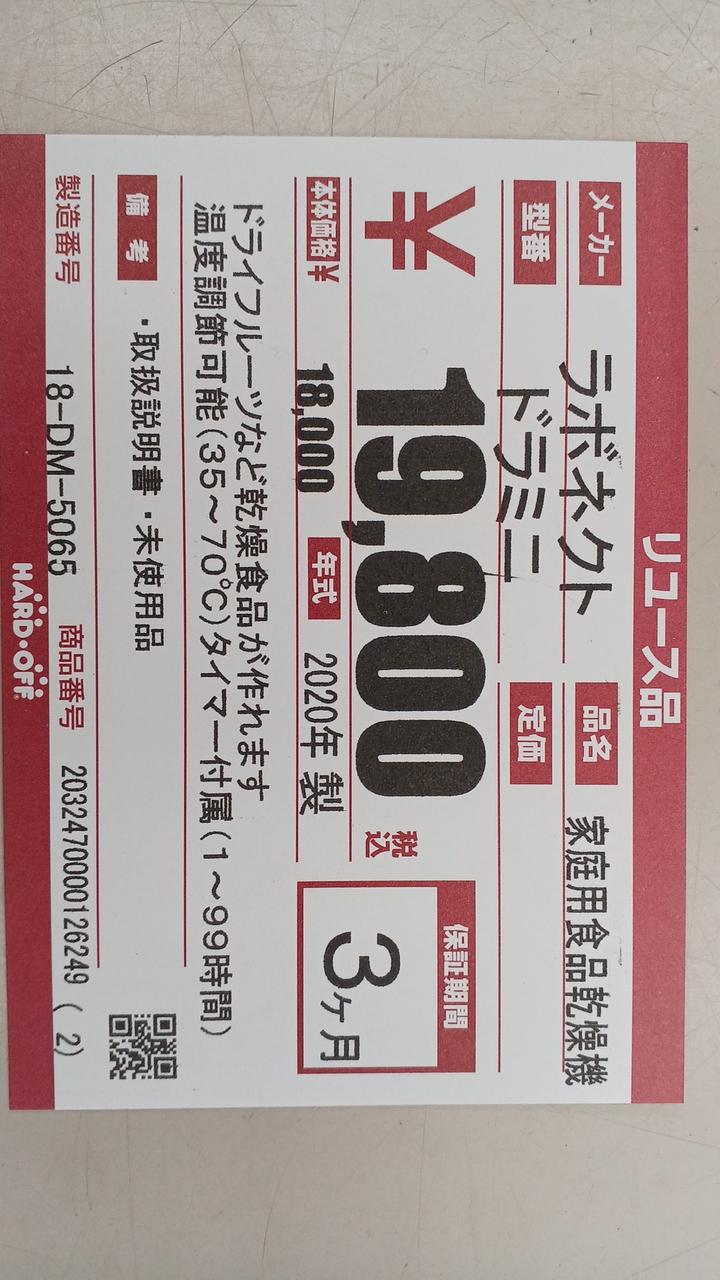 リユース品
メーカー ラボネクト 品名 家庭用食品乾燥機
型番 ドラミニ 定価
¥ 19,800 税込
保証期間
3ヶ月
本体価格¥ 18,000 年式 2020年 製
ドライフルーツなど乾燥食品が作れます
温度調節可能(35~70℃)タイマー付属(1~99時間)
備考 ・取扱説明書・未使用品
製造番号 18-DM-5065 商品番号 2032470000126249 ( 2)
HARD・OFF